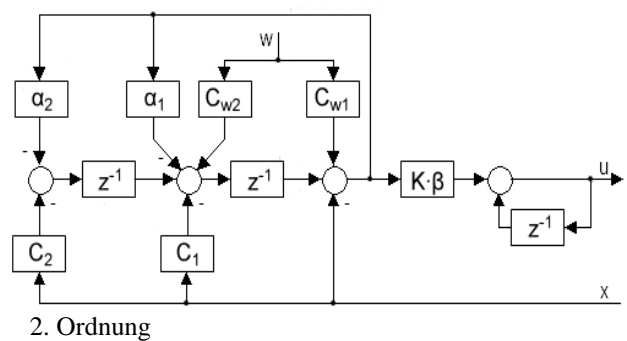 w
α₂
α₁
Cw2
Cw1
-
-
z⁻¹
z⁻¹
K·β
u
-
-
-
z⁻¹
C₂
C₁
x
2. Ordnung